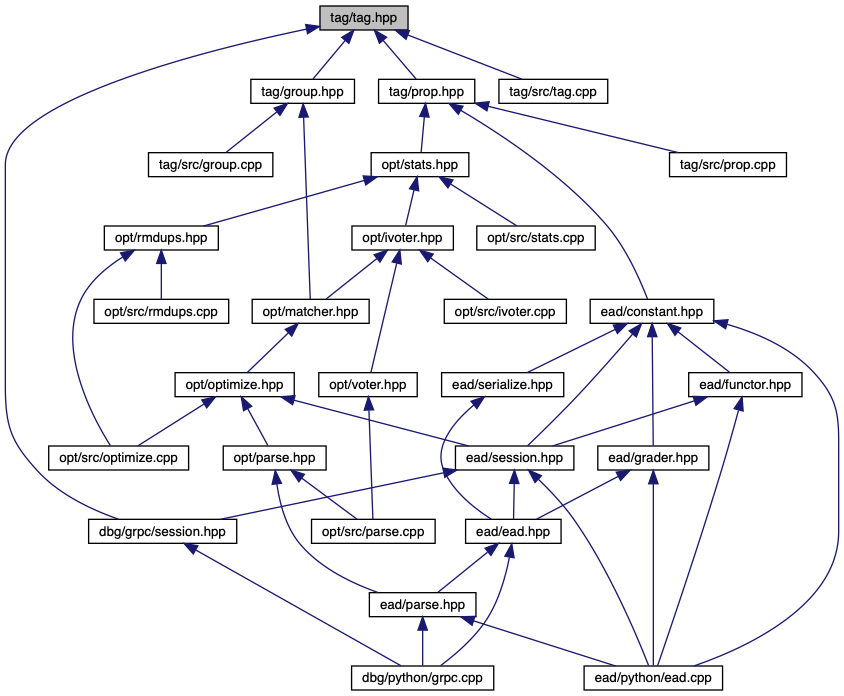 tag/tag.hpp
tag/group.hpp
tag/prop.hpp
tag/src/tag.cpp
tag/src/group.cpp
opt/stats.hpp
tag/src/prop.cpp
opt/rmdups.hpp
opt/ivoter.hpp
opt/src/stats.cpp
opt/src/rmdups.cpp
opt/matcher.hpp
opt/src/ivoter.cpp
ead/constant.hpp
opt/optimize.hpp
opt/voter.hpp
ead/serialize.hpp
ead/functor.hpp
opt/src/optimize.cpp
opt/parse.hpp
ead/session.hpp
ead/grader.hpp
dbg/grpc/session.hpp
opt/src/parse.cpp
ead/ead.hpp
ead/parse.hpp
dbg/python/grpc.cpp
ead/python/ead.cpp